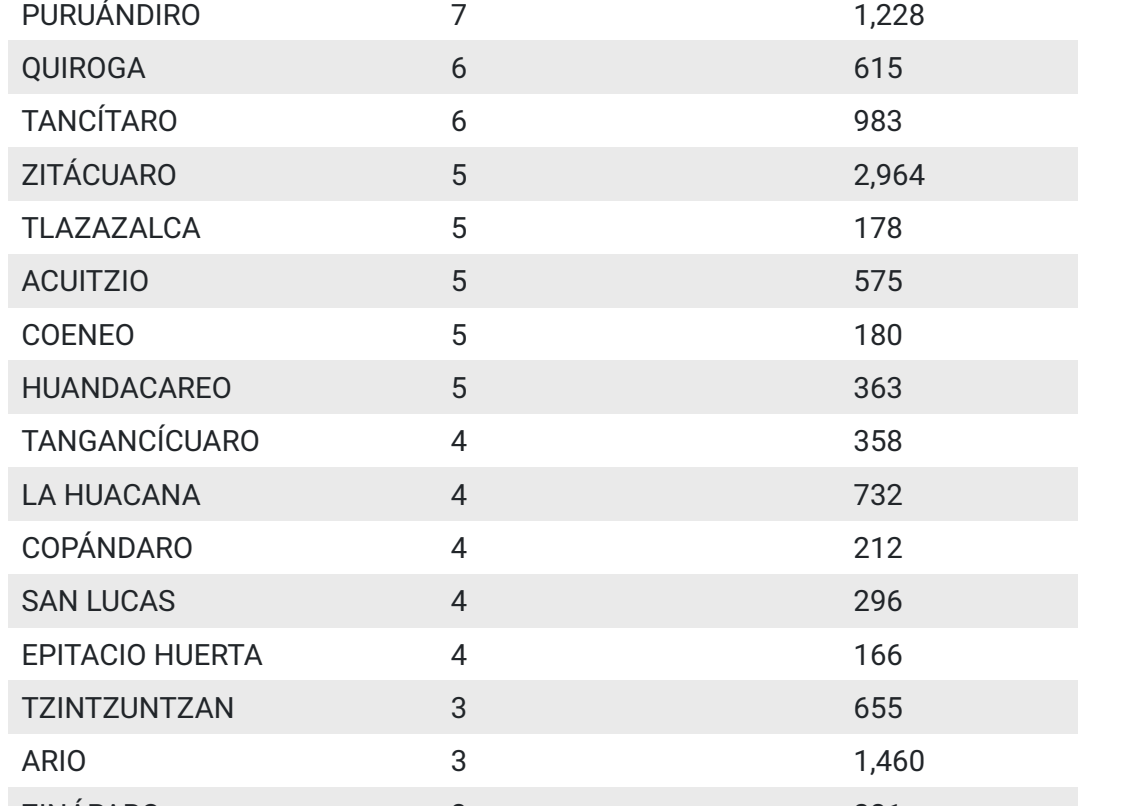 PURUÁNDIRO 7 1,228
QUIROGA 6 615
TANCÍTARO 6 983
ZITÁCUARO 5 2,964
TLAZAZALCA 5 178
ACUITZIO 5 575
COENEO 5 180
HUANDACAREO 5 363
TANGANCÍCUARO 4 358
LA HUACANA 4 732
COPÁNDARO 4 212
SAN LUCAS 4 296
EPITACIO HUERTA 4 166
TZINTZUNTZAN 3 655
ARIO 3 1,460